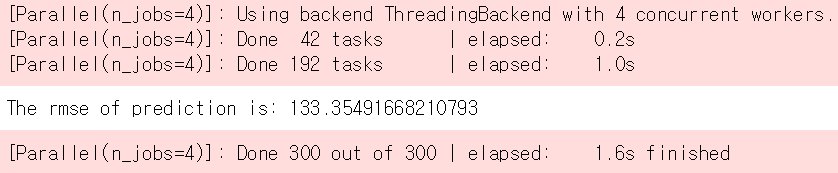 [Parallel(n_jobs=4)]: Using backend ThreadingBackend with 4 concurrent workers.
[Parallel(n_jobs=4)]: Done  42 tasks      | elapsed:    0.2s
[Parallel(n_jobs=4)]: Done 192 tasks      | elapsed:    1.0s
The rmse of prediction is: 133.35491668210793
[Parallel(n_jobs=4)]: Done 300 out of 300 | elapsed:    1.6s finished